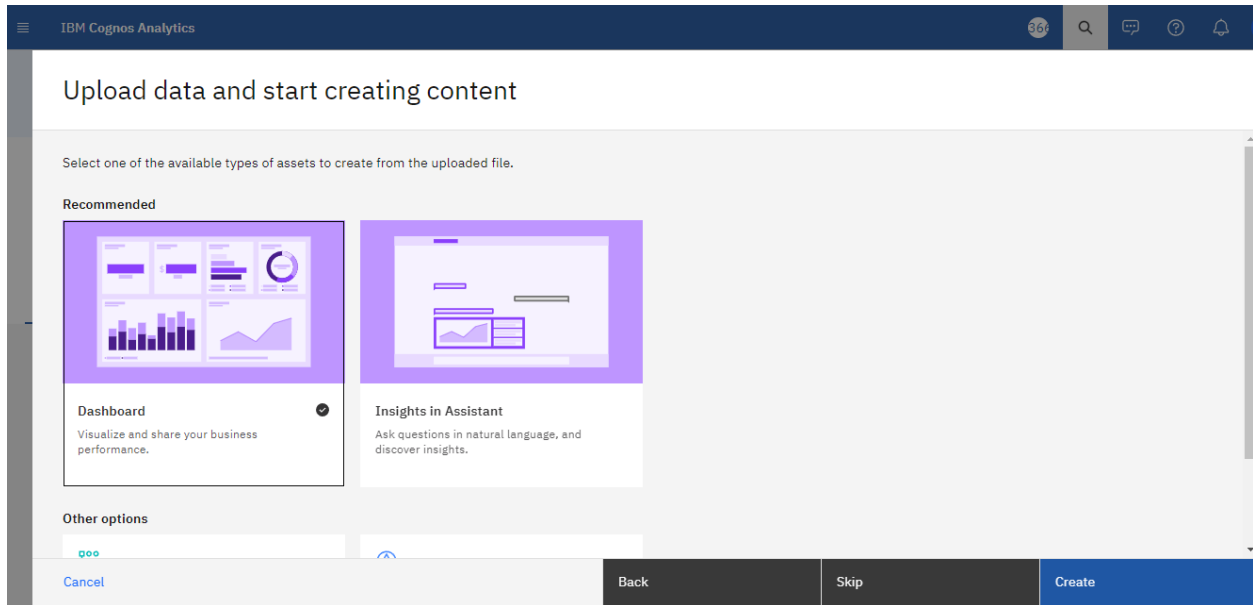 IBM Cognos Analytics
366
Upload data and start creating content
Select one of the available types of assets to create from the uploaded file.
Recommended
Dashboard
Visualize and share your business
performance.
Insights in Assistant
Ask questions in natural language, and
discover insights.
Other options
Cancel
Back
Skip
Create